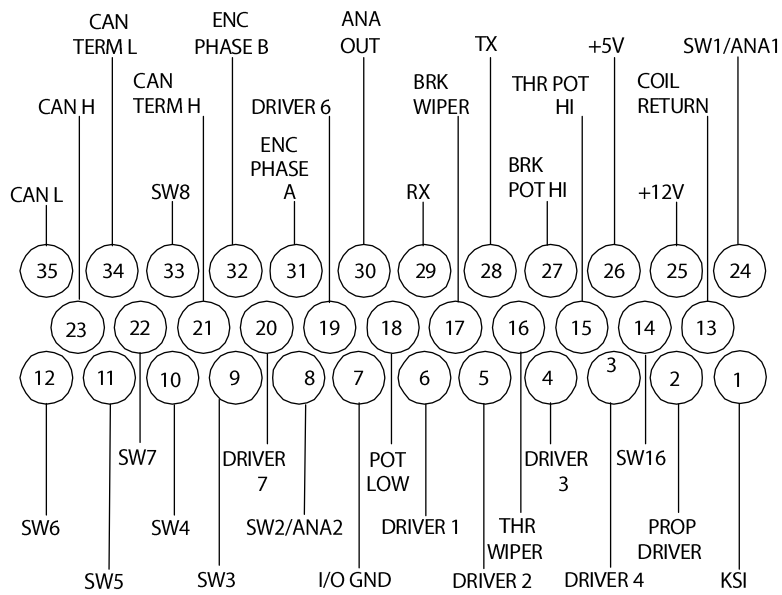 CAN
TERM L
ENC
PHASE B
ANA
OUT
TX
+5V
SW1/ANA1
CAN H
CAN
TERM H
DRIVER 6
BRK
WIPER
THR POT
HI
COIL
RETURN
CAN L
SW8
ENC
PHASE
A
RX
BRK
POT HI
+12V
35 34 33 32 31 30 29 28 27 26 25 24
23 22 21 20 19 18 17 16 15 14 13
12 11 10 9 8 7 6 5 4 3 2 1
SW7
DRIVER
7
POT
LOW
DRIVER
3
SW16
SW6
SW4
SW2/ANA2
DRIVER 1
THR
WIPER
PROP
DRIVER
SW5
SW3
I/O GND
DRIVER 2
DRIVER 4
KSI